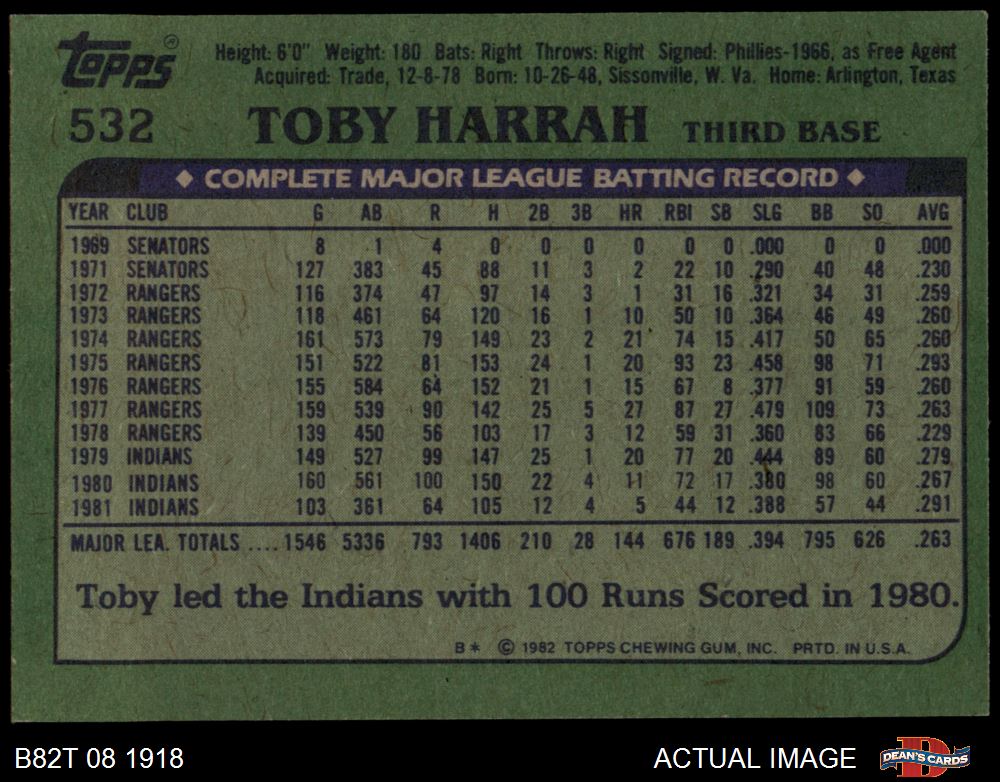 Topps ®
Height: 6'0" Weight: 180 Bats: Right Throws: Right Signed: Phillies-1966, as Free Agent
Acquired: Trade, 12-8-78 Born: 10-26-48, Sissonville, W. Va. Home: Arlington, Texas
532 TOBY HARRAH THIRD BASE
◆ COMPLETE MAJOR LEAGUE BATTING RECORD ◆
YEAR CLUB G AB R H 2B 3B HR RBI SB SLG BB SO AVG
1969 SENATORS 8 1 4 0 0 0 0 0 0 .000 0 0 .000
1971 SENATORS 127 383 45 88 11 3 2 22 10 .290 40 48 .230
1972 RANGERS 116 374 47 97 14 3 1 31 16 .321 34 31 .259
1973 RANGERS 118 461 64 120 16 1 10 50 10 .364 46 49 .260
1974 RANGERS 161 573 79 149 23 2 21 74 15 .417 50 65 .260
1975 RANGERS 151 522 81 153 24 1 20 93 23 .458 98 71 .293
1976 RANGERS 155 584 64 152 21 1 15 67 8 .377 91 59 .260
1977 RANGERS 159 539 90 142 25 5 27 87 27 .479 109 73 .263
1978 RANGERS 139 450 56 103 17 3 12 59 31 .360 83 66 .229
1979 INDIANS 149 527 99 147 25 1 20 77 20 .444 89 60 .279
1980 INDIANS 160 561 100 150 22 4 11 72 17 .380 98 60 .267
1981 INDIANS 103 361 64 105 12 4 5 44 12 .388 57 44 .291
MAJOR LEA. TOTALS .... 1546 5336 793 1406 210 28 144 676 189 .394 795 626 .263
Toby led the Indians with 100 Runs Scored in 1980.
B* © 1982 TOPPS CHEWING GUM, INC. PRTD. IN U.S.A.
B82T 08 1918 ACTUAL IMAGE DEAN'S CARDS